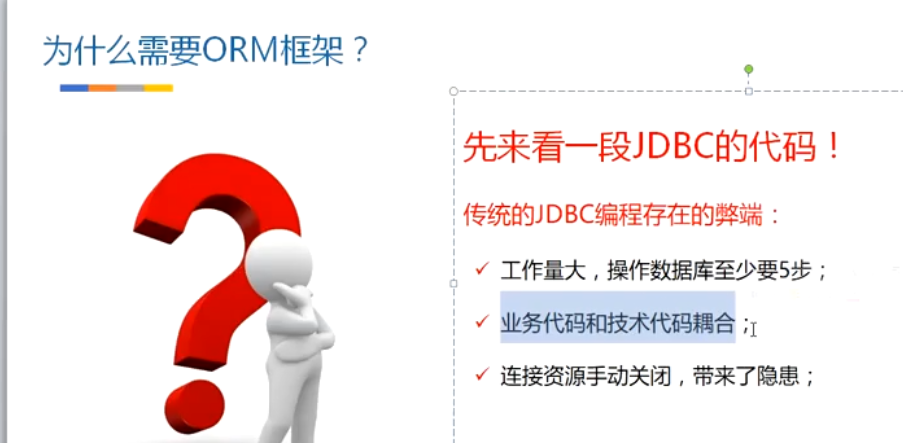 为什么需要ORM框架？
先来看一段JDBC的代码！
传统的JDBC编程存在的弊端：
工作量大，操作数据库至少要5步；
业务代码和技术代码耦合；
连接资源手动关闭，带来了隐患；